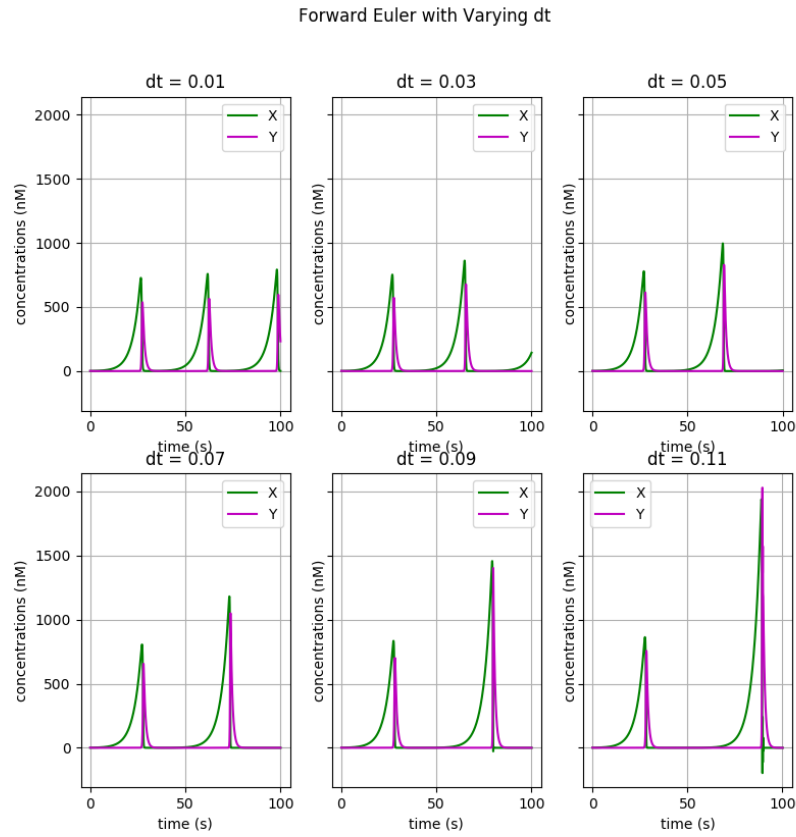 Forward Euler with Varying dt
dt = 0.01
X
Y
2000
1500
1000
500
0
concentrations (nM)
0
50
100
time (s)
dt = 0.03
X
Y
concentrations (nM)
0
50
100
time (s)
dt = 0.05
X
Y
concentrations (nM)
0
50
100
time (s)
dt = 0.07
X
Y
2000
1500
1000
500
0
concentrations (nM)
0
50
100
time (s)
dt = 0.09
X
Y
concentrations (nM)
0
50
100
time (s)
dt = 0.11
X
Y
concentrations (nM)
0
50
100
time (s)